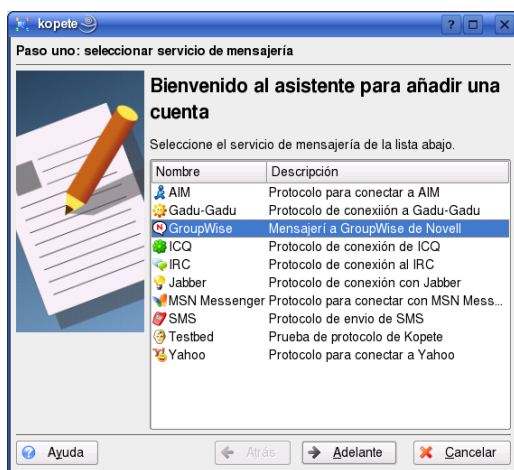 kopete
Paso uno: seleccionar servicio de mensajería
Bienvenido al asistente para añadir una
cuenta
Seleccione el servicio de mensajería de la lista abajo.
Nombre Descripción
AIM Protocolo para conectar a AIM
Gadu-Gadu Protocolo de conexiión a Gadu-Gadu
GroupWise Mensajerí a GroupWise de Novell
ICQ Protocolo de conexión de ICQ
IRC Protocolo de conexión al IRC
Jabber Protocolo de conexión con Jabber
MSN Messenger Protocolo para conectar con MSN Mess...
SMS Protocolo de envio de SMS
Testbed Prueba de protocolo de Kopete
Yahoo Protocolo para conectar a Yahoo
Ayuda Atrás Adelante Cancelar